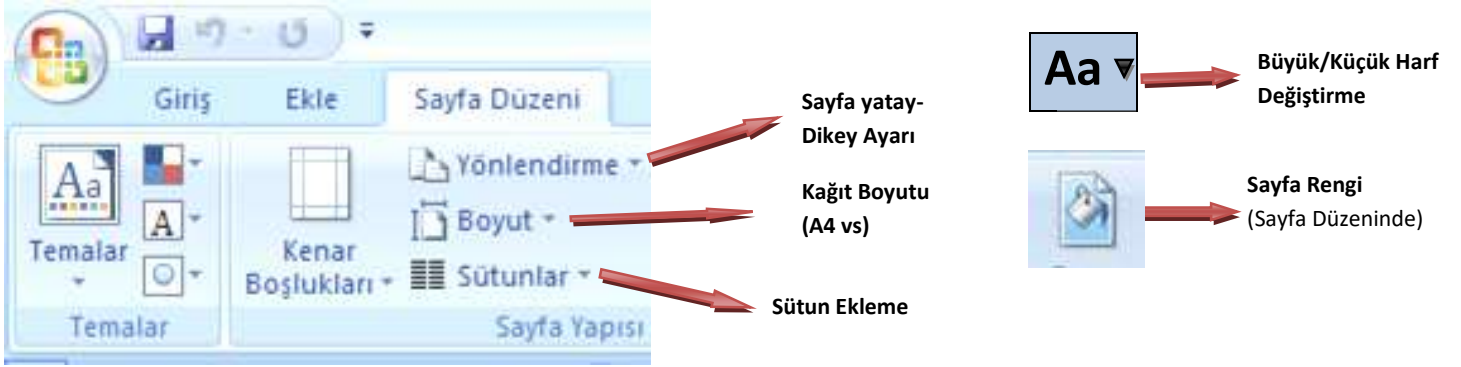 Giriş
Ekle
Sayfa Düzeni
Aa
Temalar
A
Kenar
Boşlukları
Yönlendirme
Boyut
Sütunlar
Temalar
Sayfa Yapısı
Sayfa yatay-
Dikey Ayarı
Kağıt Boyutu
(A4 vs)
Sütun Ekleme
Aa
Büyük/Küçük Harf
Değiştirme
Sayfa Rengi
(Sayfa Düzeninde)